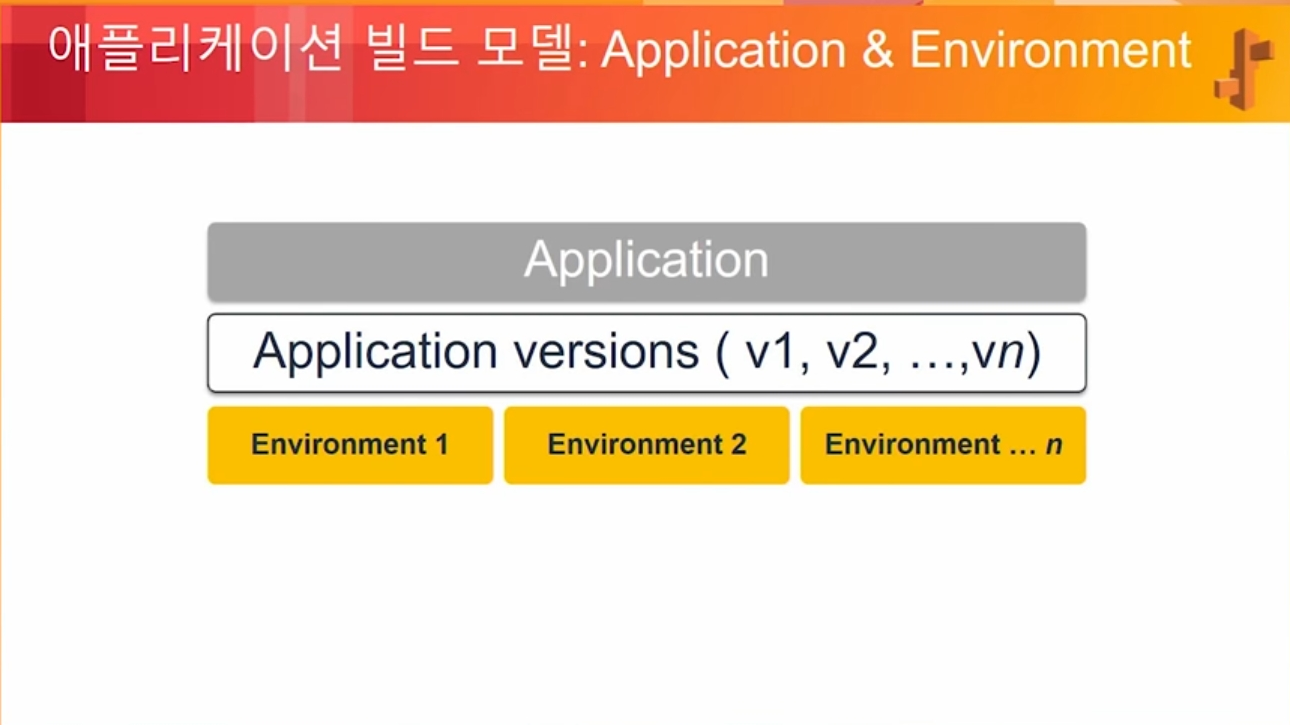 애플리케이션 빌드 모델: Application & Environment
Application
Application versions ( v1, v2, …,vn)
Environment 1
Environment 2
Environment … n